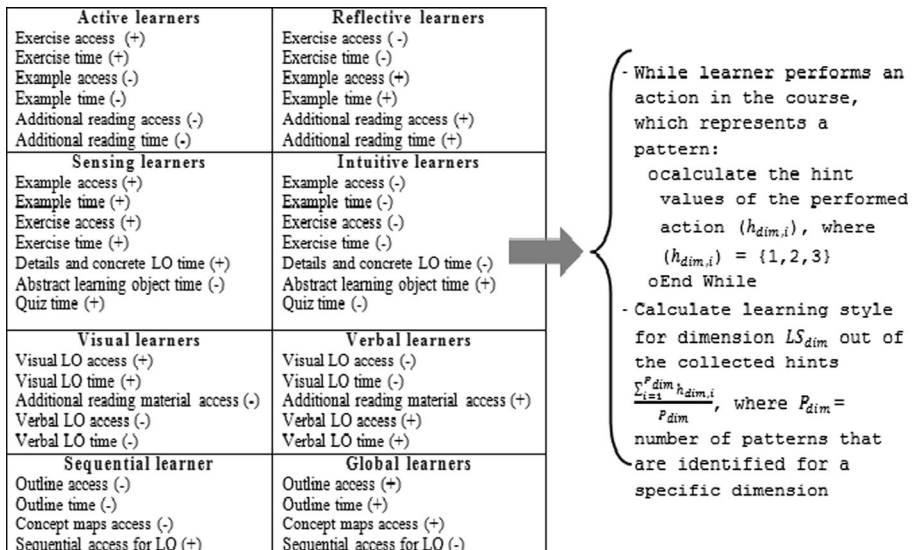 Active learners
Exercise access (+)
Exercise time (+)
Example access (-)
Example time (-)
Additional reading access (-)
Additional reading time (-)
Reflective learners
Exercise access (-)
Exercise time (-)
Example access (+)
Example time (+)
Additional reading access (+)
Additional reading time (+)
Sensing learners
Example access (+)
Example time (+)
Exercise access (+)
Exercise time (+)
Details and concrete LO time (+)
Abstract learning object time (-)
Quiz time (+)
Intuitive learners
Example access (-)
Example time (-)
Exercise access (-)
Exercise time (-)
Details and concrete LO time (-)
Abstract learning object time (+)
Quiz time (-)
Visual learners
Visual LO access (+)
Visual LO time (+)
Additional reading material access (-)
Verbal LO access (-)
Verbal LO time (-)
Verbal learners
Visual LO access (-)
Visual LO time (-)
Additional reading material access (+)
Verbal LO access (+)
Verbal LO time (+)
Sequential learner
Outline access (-)
Outline time (-)
Concept maps access (-)
Sequential access for LO (+)
Global learners
Outline access (+)
Outline time (+)
Concept maps access (+)
Sequential access for LO (-)
- While learner performs an
action in the course,
which represents a
pattern:
ocalculate the hint
values of the performed
action (h_{dim,i}), where
(h_{dim,i}) = {1,2,3}
oEnd While
- Calculate learning style
for dimension LS_{dim} out of
the collected hints
\frac{\sum_{i=1}^{P_{dim}} h_{dim,i}}{P_{dim}}, where P_{dim}=
number of patterns that
are identified for a
specific dimension